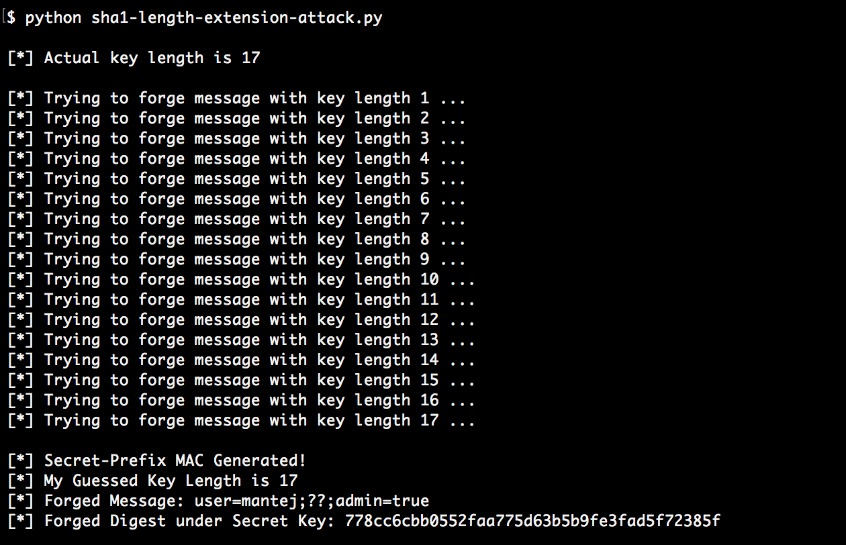 [$ python sha1-length-extension-attack.py
[*] Actual key length is 17
[*] Trying to forge message with key length 1 ...
[*] Trying to forge message with key length 2 ...
[*] Trying to forge message with key length 3 ...
[*] Trying to forge message with key length 4 ...
[*] Trying to forge message with key length 5 ...
[*] Trying to forge message with key length 6 ...
[*] Trying to forge message with key length 7 ...
[*] Trying to forge message with key length 8 ...
[*] Trying to forge message with key length 9 ...
[*] Trying to forge message with key length 10 ...
[*] Trying to forge message with key length 11 ...
[*] Trying to forge message with key length 12 ...
[*] Trying to forge message with key length 13 ...
[*] Trying to forge message with key length 14 ...
[*] Trying to forge message with key length 15 ...
[*] Trying to forge message with key length 16 ...
[*] Trying to forge message with key length 17 ...
[*] Secret-Prefix MAC Generated!
[*] My Guessed Key Length is 17
[*] Forged Message: user=mantej;??;admin=true
[*] Forged Digest under Secret Key: 778cc6cbb0552faa775d63b5b9fe3fad5f72385f